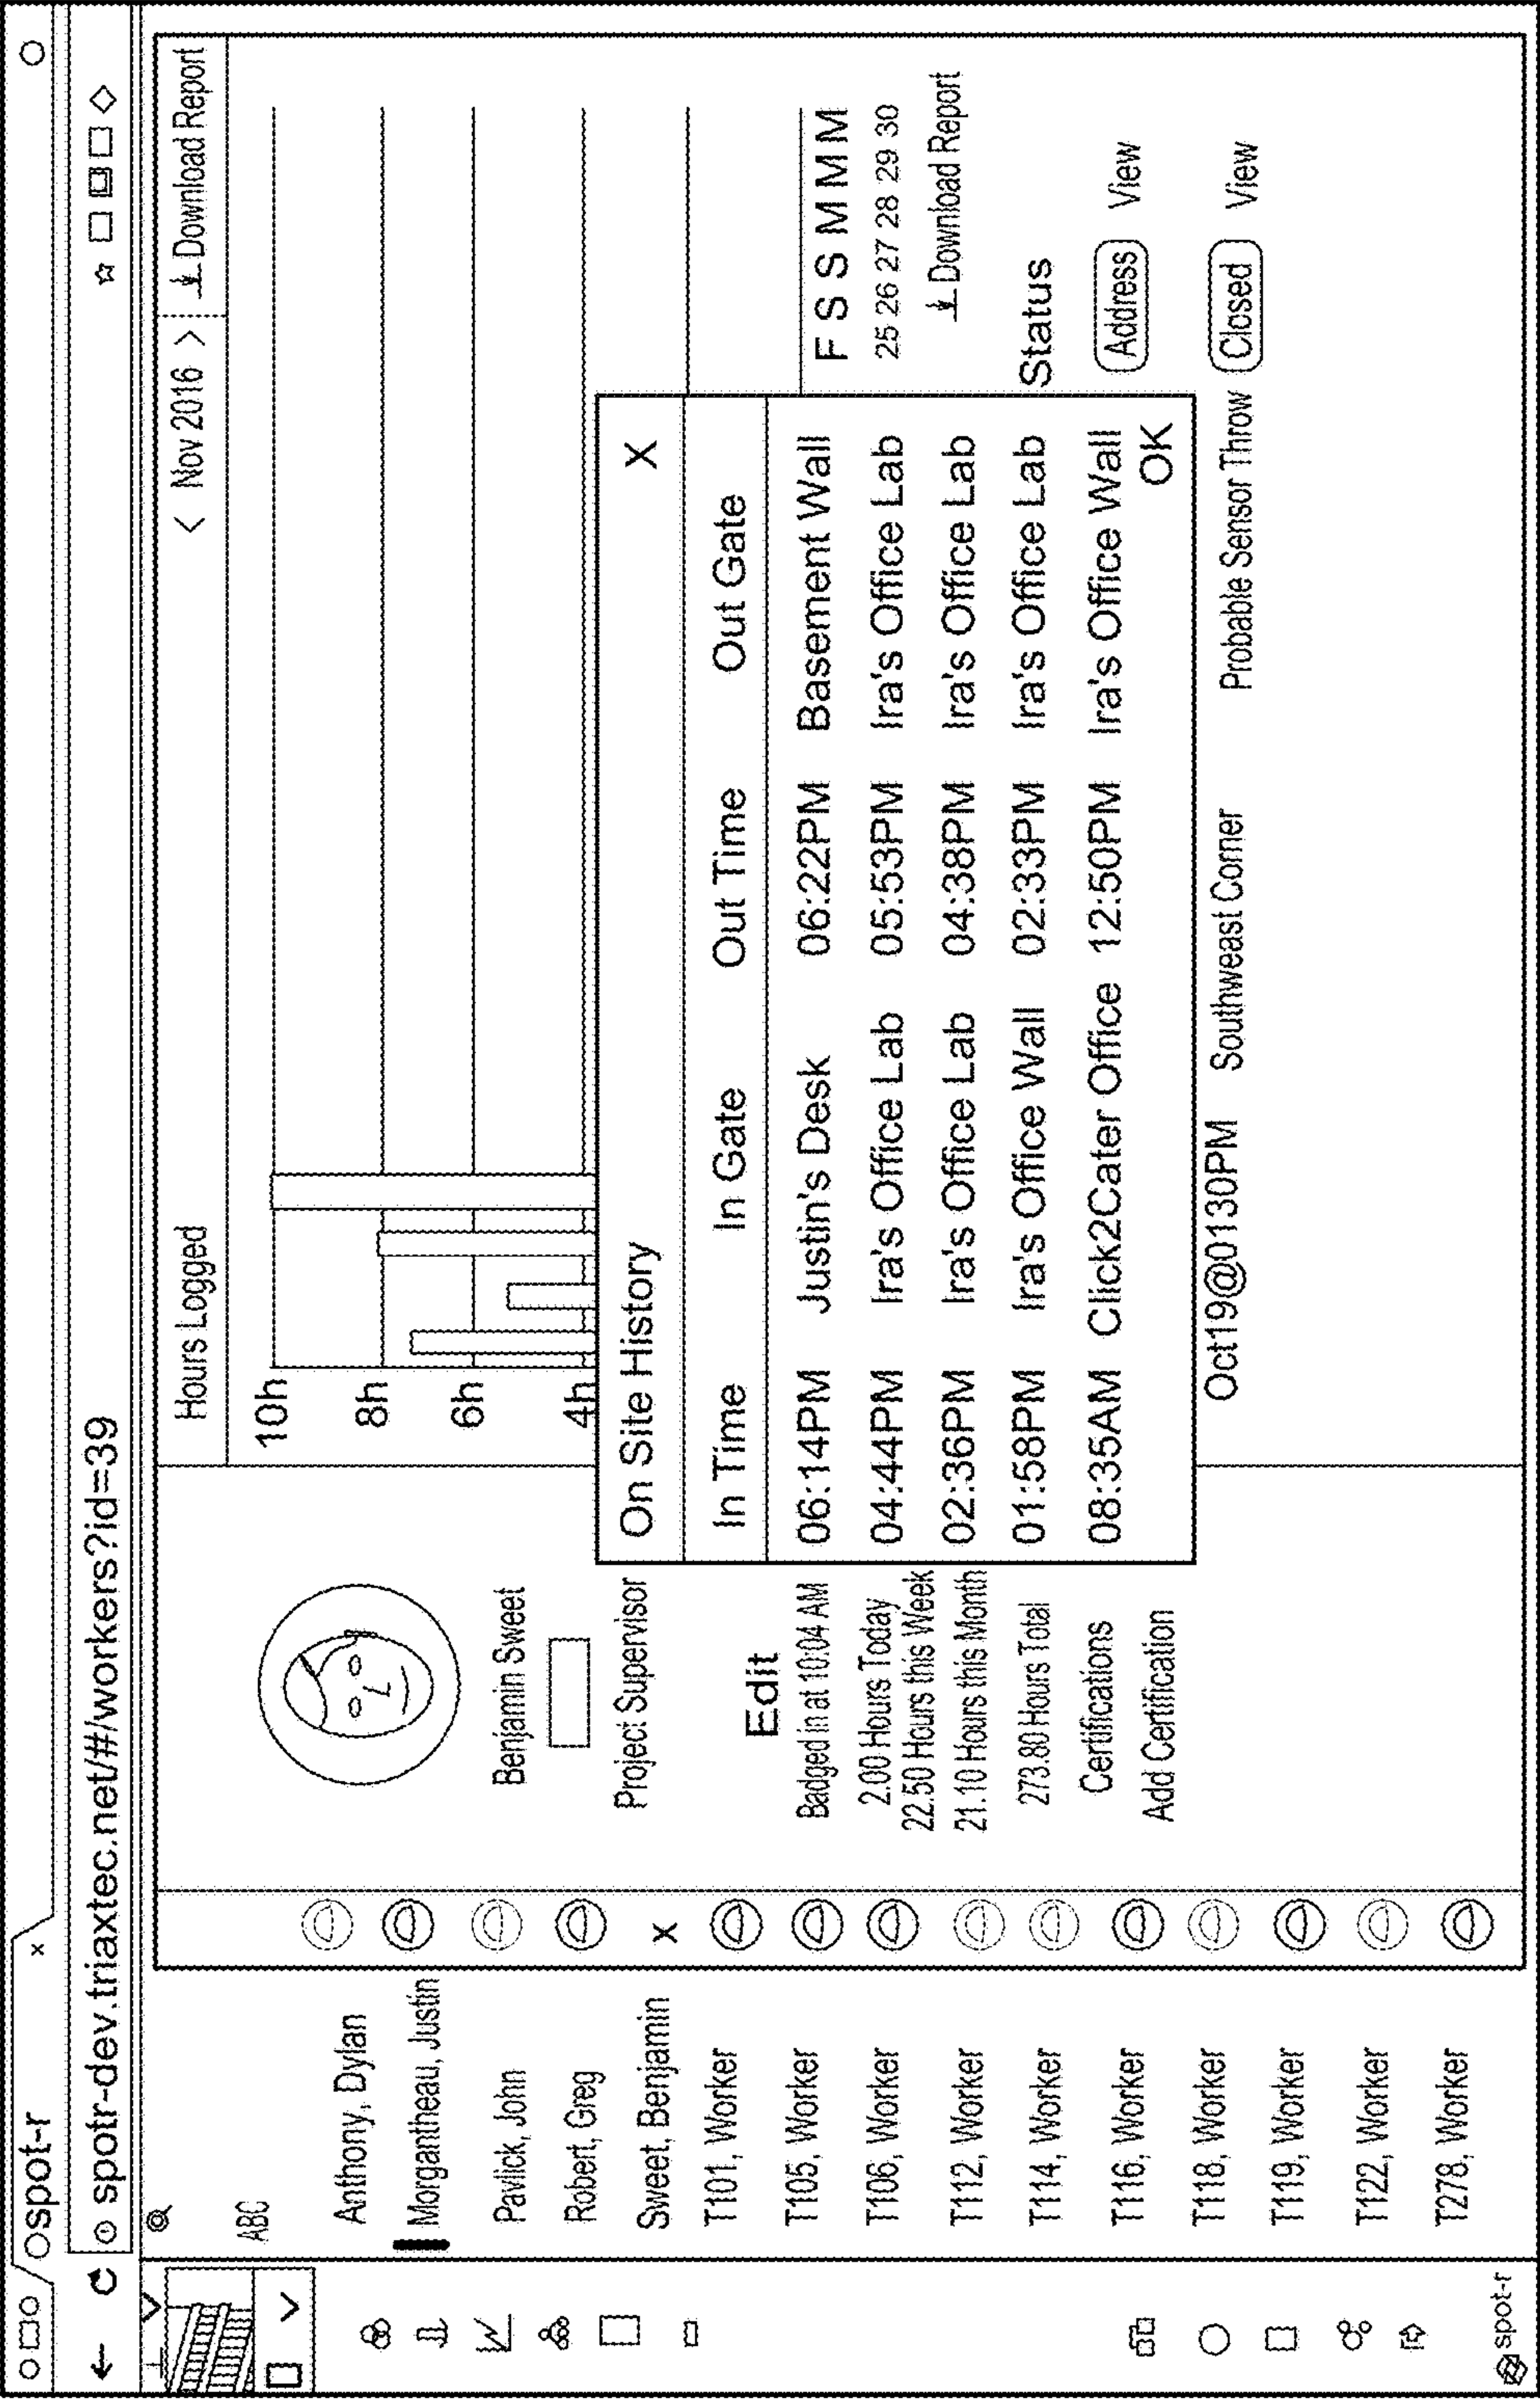 spot-r x
spotr-dev.triaxtec.net/#/workers?id=39
ABC
Anthony, Dylan
Morgantheau, Justin
Pavlick, John
Robert, Greg
Sweet, Benjamin x
T101, Worker
T105, Worker
T106, Worker
T112, Worker
T114, Worker
T116, Worker
T118, Worker
T119, Worker
T122, Worker
T278, Worker
spot-r
Benjamin Sweet
Project Supervisor
Edit
Badged in at 10:04 AM
2.00 Hours Today
22.50 Hours this Week
21.10 Hours this Month
273.80 Hours Total
Certifications
Add Certification
Hours Logged < Nov 2016 > Download Report
10h
8h
6h
4h
On Site History X
In Time In Gate Out Time Out Gate
06:14PM Justin's Desk 06:22PM Basement Wall
04:44PM Ira's Office Lab 05:53PM Ira's Office Lab
02:36PM Ira's Office Lab 04:38PM Ira's Office Lab
01:58PM Ira's Office Wall 02:33PM Ira's Office Lab
08:35AM Click2Cater Office 12:50PM Ira's Office Wall
OK
F S S M M M
25 26 27 28 29 30
Download Report
Status
Address View
Oct19@0130PM Southweast Corner Probable Sensor Throw Closed View